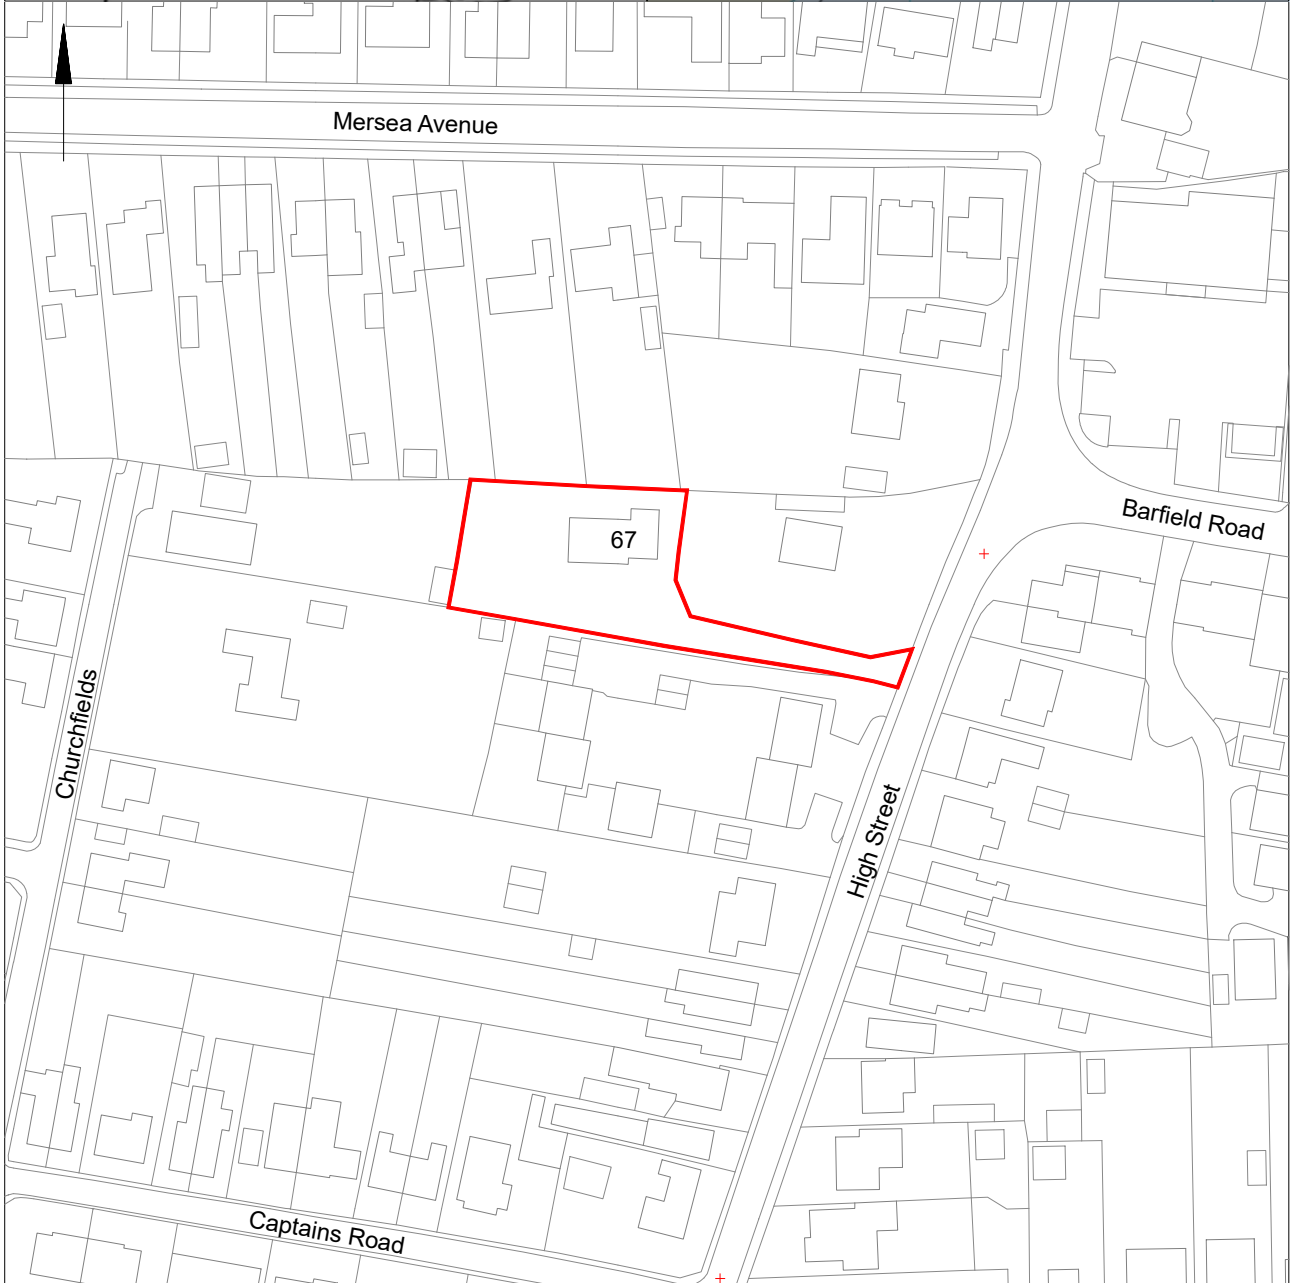 Mersea Avenue
Barfield Road
67
Churchfields
High Street
Captains Road